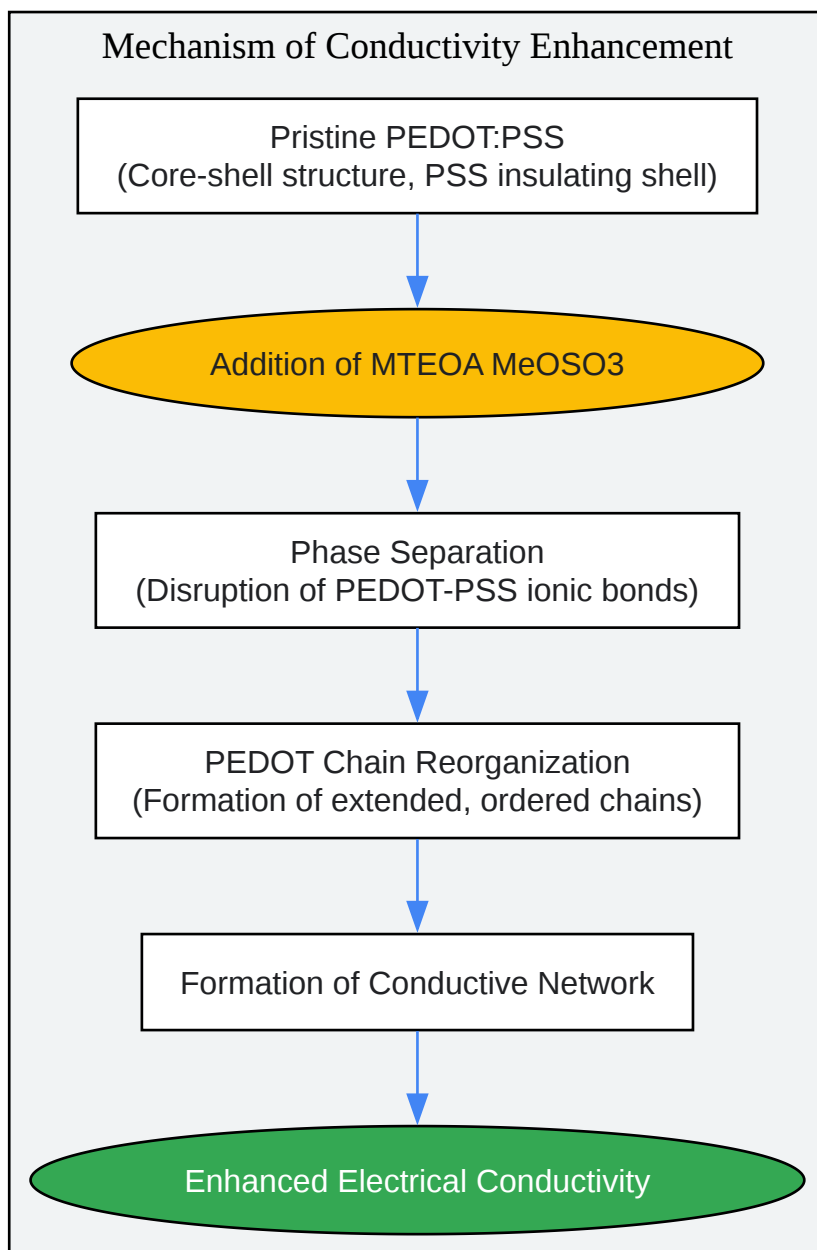 Mechanism of Conductivity Enhancement
Pristine PEDOT:PSS
(Core-shell structure, PSS insulating shell)
Addition of MTEOA MeOSO3
Phase Separation
(Disruption of PEDOT-PSS ionic bonds)
PEDOT Chain Reorganization
(Formation of extended, ordered chains)
Formation of Conductive Network
Enhanced Electrical Conductivity